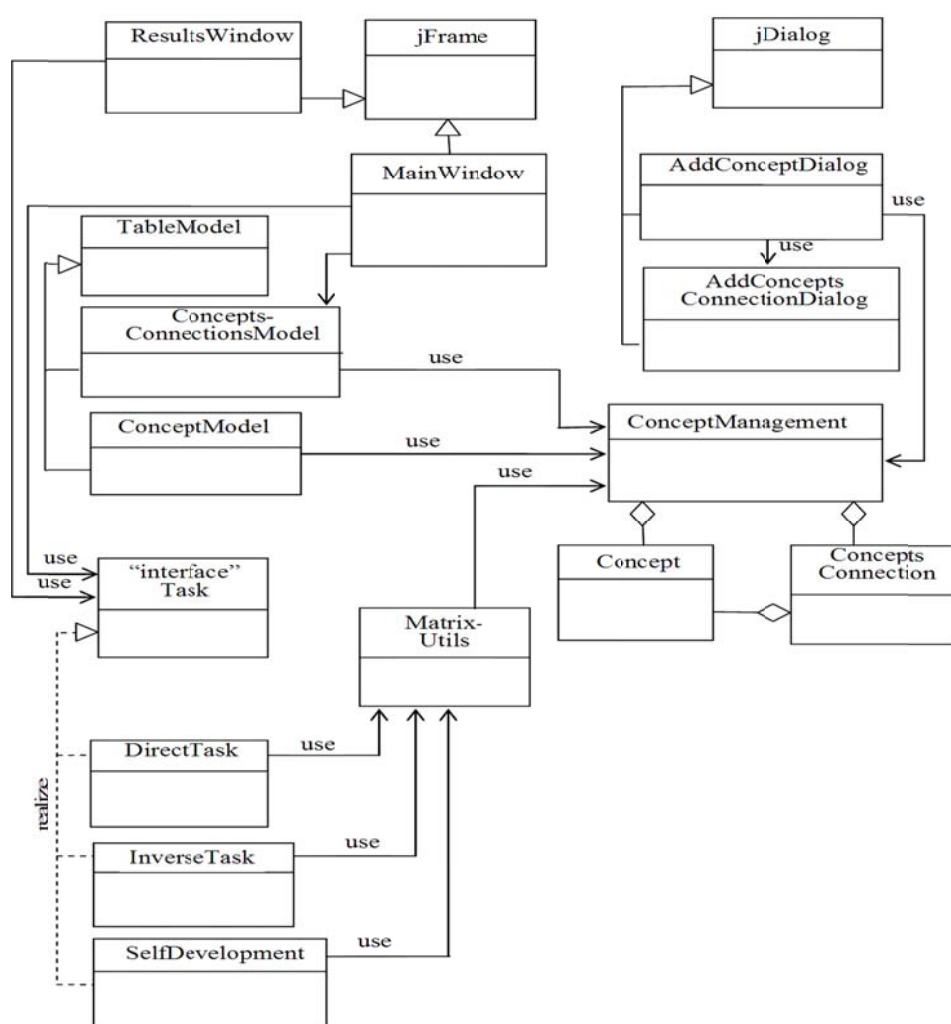 ResultsWindow
jFrame
jDialog
MainWindow
AddConceptDialog
use
TableModel
use
AddConcepts
ConnectionDialog
Concepts-
ConnectionsModel
use
ConceptModel
use
ConceptManagement
use
use
use
“interface”
Task
Concept
Concepts
Connection
Matrix-
Utils
DirectTask
use
realize
InverseTask
use
SelfDevelopment
use